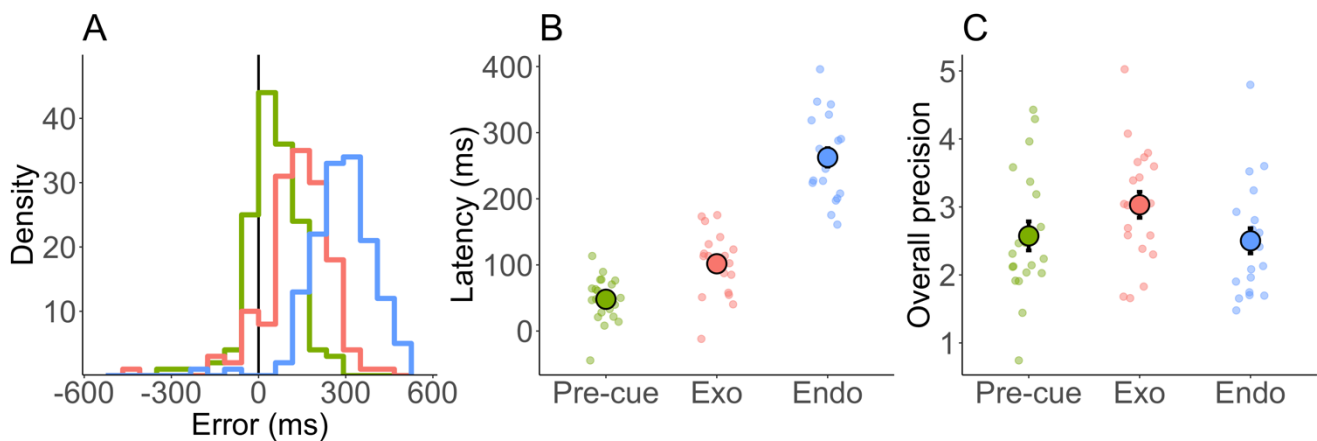 A
Density
40
30
20
10
-600 -300 0 300 600
Error (ms)
B
Latency (ms)
400
300
200
100
0
Pre-cue Exo Endo
C
Overall precision
5
4
3
2
1
Pre-cue Exo Endo